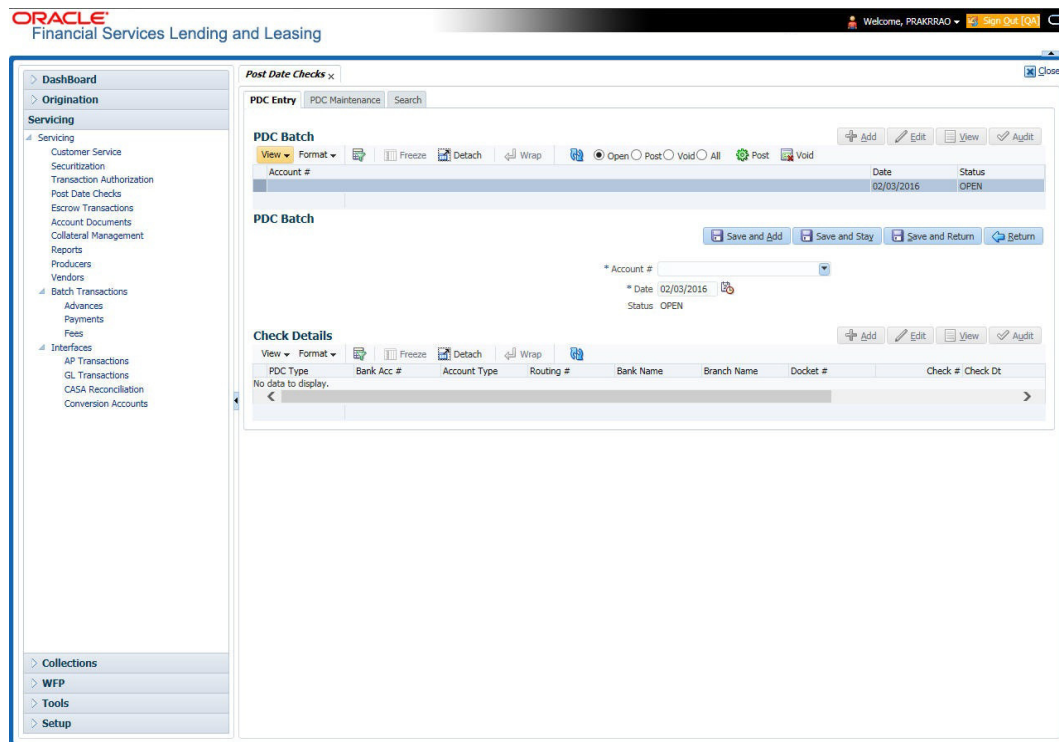 ORACLE
Financial Services Lending and Leasing
Welcome, PRAKRRAO
Sign Out [QA]
DashBoard
Origination
Servicing
Servicing
Customer Service
Securitization
Transaction Authorization
Post Date Checks
Escrow Transactions
Account Documents
Collateral Management
Reports
Producers
Vendors
Batch Transactions
Advances
Payments
Fees
Interfaces
AP Transactions
GL Transactions
CASA Reconciliation
Conversion Accounts
Collections
WFP
Tools
Setup
Post Date Checks
Close
PDC Entry PDC Maintenance Search
PDC Batch
Add Edit View Audit
View Format Freeze Detach Wrap Open Post Void All Post Void
Account # Date Status
02/03/2016 OPEN
PDC Batch
Save and Add Save and Stay Save and Return Return
* Account #
* Date 02/03/2016
Status OPEN
Check Details
Add Edit View Audit
View Format Freeze Detach Wrap
PDC Type Bank Acc # Account Type Routing # Bank Name Branch Name Docket # Check # Check Dt
No data to display.